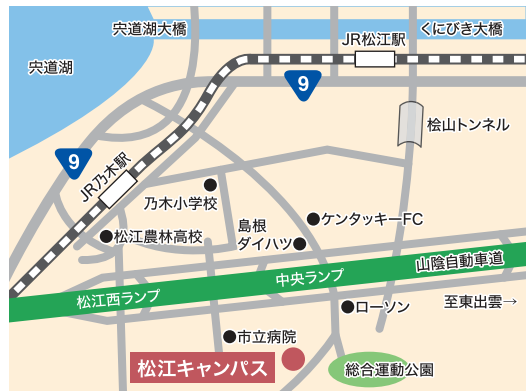 宍道湖大橋
くにびき大橋
JR松江駅
宍道湖
9
桧山トンネル
9
JR乃木駅
乃木小学校
ケンタッキーFC
島根
ダイハツ
松江農林高校
山陰自動車道
中央ランプ
松江西ランプ
至東出雲→
ローソン
市立病院
松江キャンパス
総合運動公園